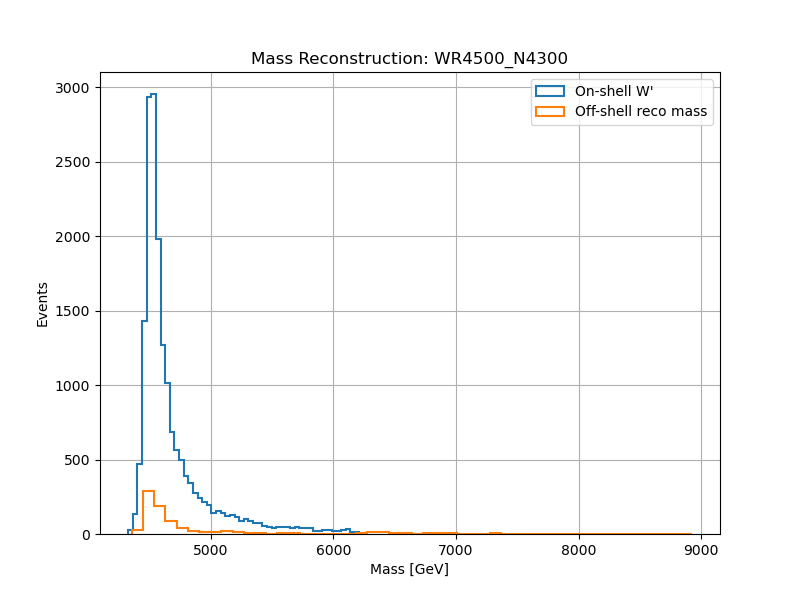 Mass Reconstruction: WR4500_N4300
On-shell W'
Off-shell reco mass
3000
2500
2000
1500
1000
500
0
Events
5000 6000 7000 8000 9000
Mass [GeV]